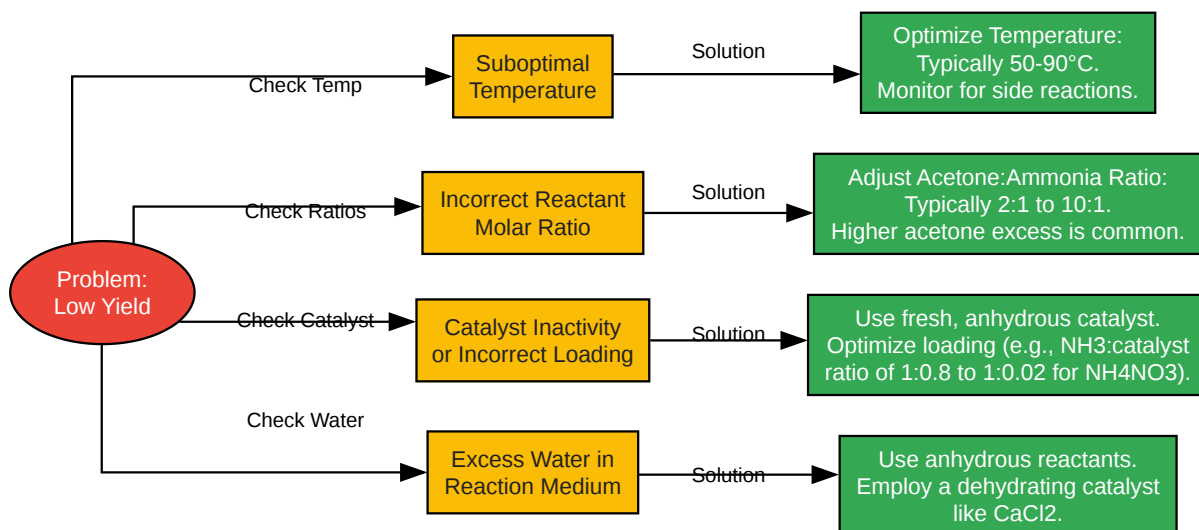 Problem:
Low Yield
Check Temp
Suboptimal
Temperature
Solution
Optimize Temperature:
Typically 50-90°C.
Monitor for side reactions.
Check Ratios
Incorrect Reactant
Molar Ratio
Solution
Adjust Acetone:Ammonia Ratio:
Typically 2:1 to 10:1.
Higher acetone excess is common.
Check Catalyst
Catalyst Inactivity
or Incorrect Loading
Solution
Use fresh, anhydrous catalyst.
Optimize loading (e.g., NH3:catalyst
ratio of 1:0.8 to 1:0.02 for NH4NO3).
Check Water
Excess Water in
Reaction Medium
Solution
Use anhydrous reactants.
Employ a dehydrating catalyst
like CaCl2.